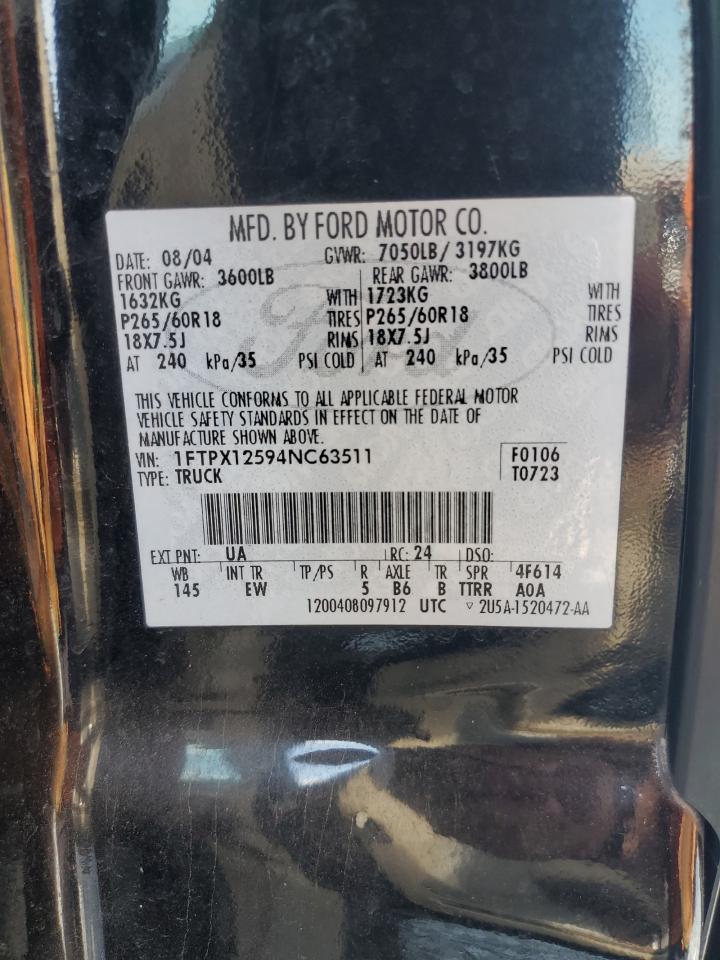 MFD. BY FORD MOTOR CO.
DATE: 08/04 GVWR: 7050LB/ 3197KG
FRONT GAWR: 3600LB REAR GAWR: 3800LB
1632KG WITH 1723KG WITH
P265/60R18 TIRES P265/60R18 TIRES
18X7.5J RIMS 18X7.5J RIMS
AT 240 kPa/35 PSI COLD AT 240 kPa/35 PSI COLD
THIS VEHICLE CONFORMS TO ALL APPLICABLE FEDERAL MOTOR
VEHICLE SAFETY STANDARDS IN EFFECT ON THE DATE OF
MANUFACTURE SHOWN ABOVE.
VIN: 1FTPX12594NC63511 F0106
TYPE: TRUCK T0723
EXT PNT: UA RC: 24 DSO:
WB INT TR TP/PS R AXLE TR SPR 4F614
145 EW 5 B6 B TTRR A0A
1200408097912 UTC ▽ 2U5A-1520472-AA
Ford